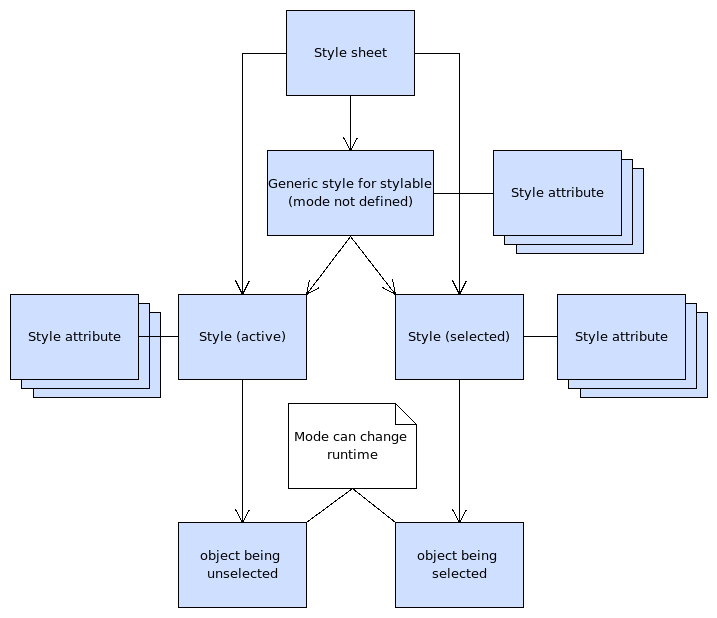 Style sheet
Generic style for stylable
(mode not defined)
Style attribute
Style attribute
Style (active)
Style (selected)
Style attribute
Mode can change
runtime
object being
unselected
object being
selected